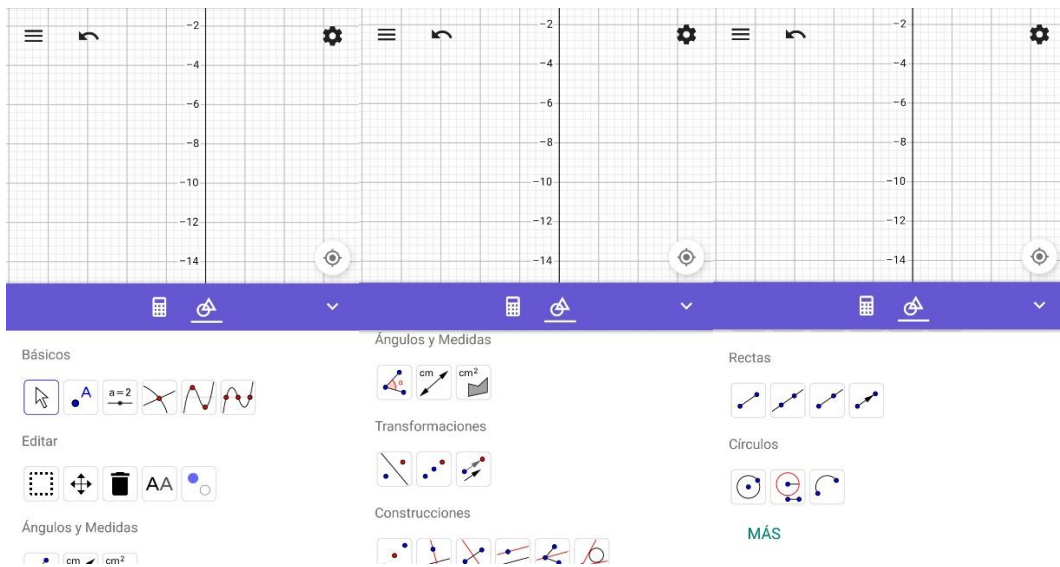 -2
-4
-6
-8
-10
-12
-14
Básicos
A
a=2
Editar
AA
Ángulos y Medidas
cm
cm²
-2
-4
-6
-8
-10
-12
-14
Ángulos y Medidas
α
cm
cm²
Transformaciones
Construcciones
-2
-4
-6
-8
-10
-12
-14
Rectas
Círculos
MÁS